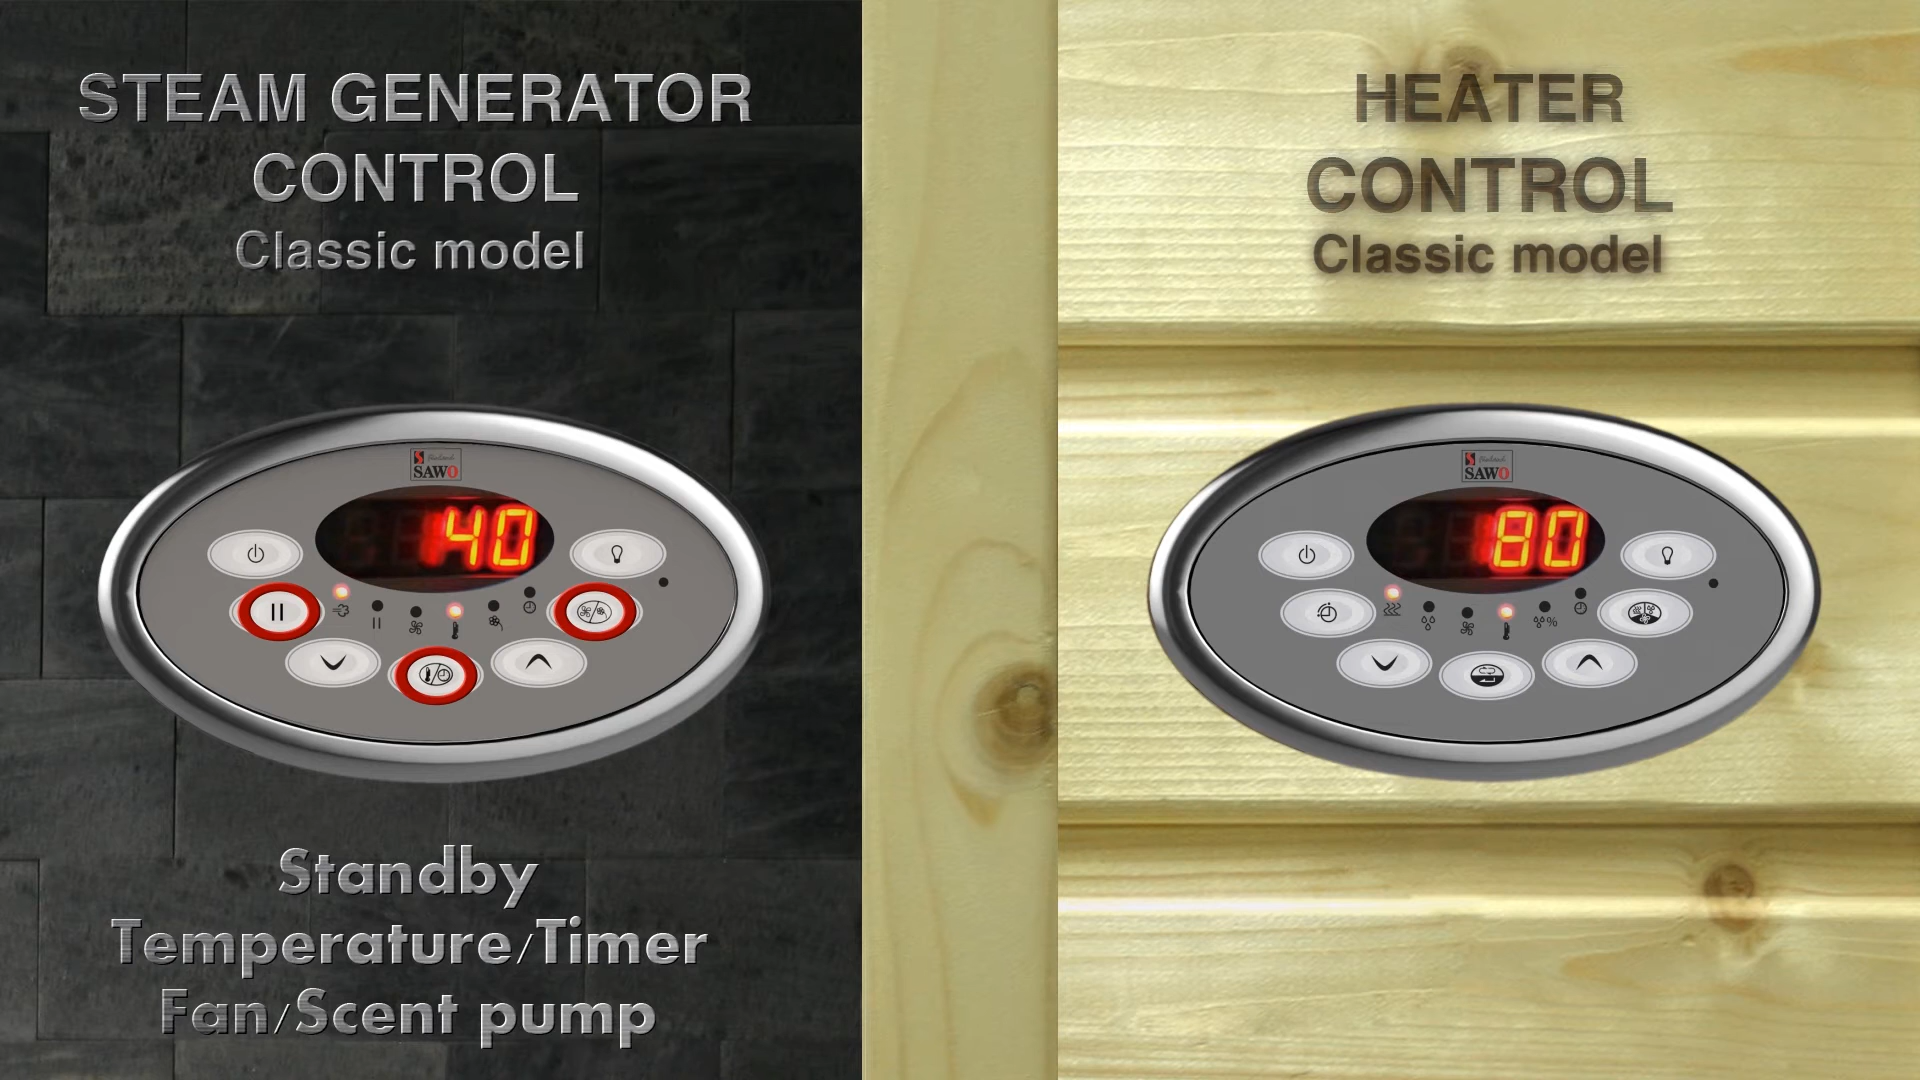 STEAM GENERATOR
CONTROL
Classic model
SAWO
40
Standby
Temperature/Timer
Fan/Scent pump
HEATER
CONTROL
Classic model
SAWO
80
%